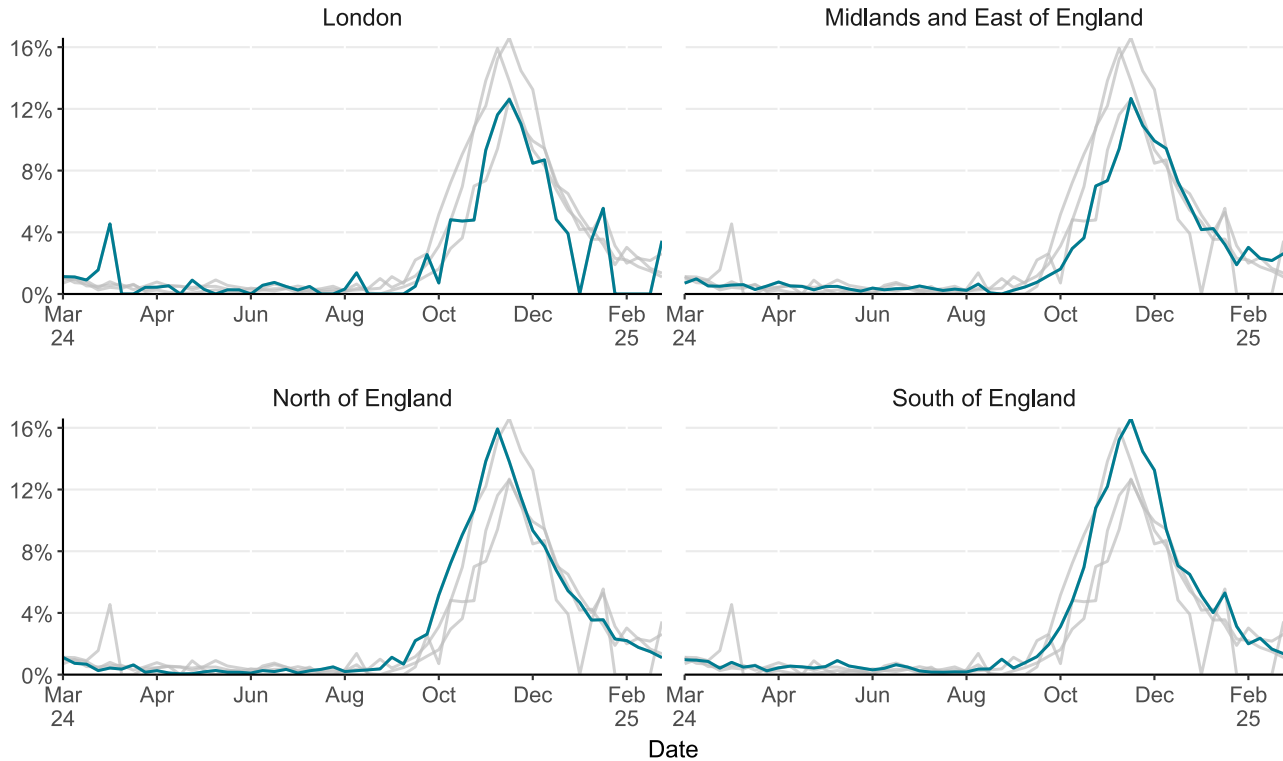 London
Midlands and East of England
16%
12%
8%
4%
0%
Mar Apr Jun Aug Oct Dec Feb
24 25
Mar Apr Jun Aug Oct Dec Feb
24 25
North of England
South of England
16%
12%
8%
4%
0%
Mar Apr Jun Aug Oct Dec Feb
24 25
Mar Apr Jun Aug Oct Dec Feb
24 25
Date